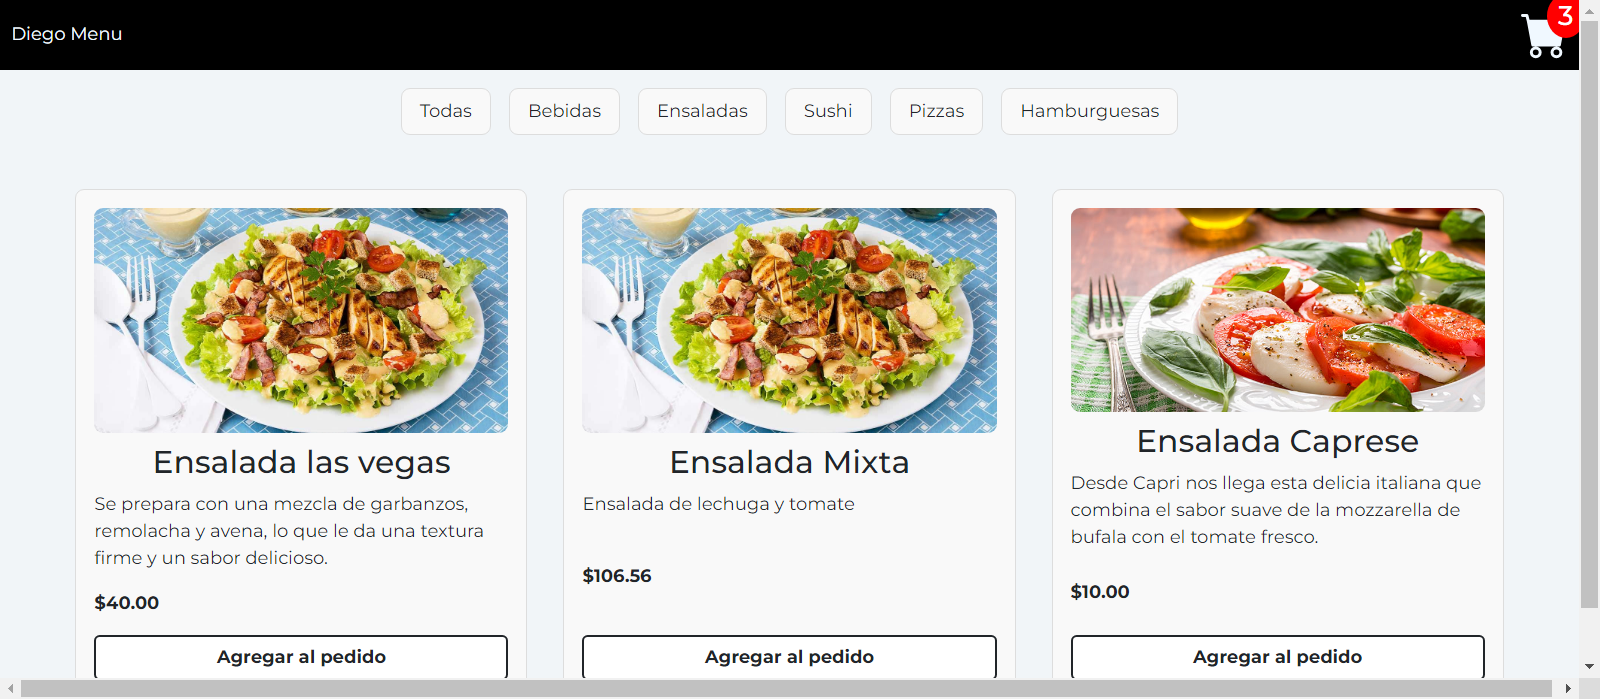 Diego Menu
3
Todas
Bebidas
Ensaladas
Sushi
Pizzas
Hamburguesas
Ensalada las vegas
Se prepara con una mezcla de garbanzos,
remolacha y avena, lo que le da una textura
firme y un sabor delicioso.
$40.00
Agregar al pedido
Ensalada Mixta
Ensalada de lechuga y tomate
$106.56
Agregar al pedido
Ensalada Caprese
Desde Capri nos llega esta delicia italiana que
combina el sabor suave de la mozzarella de
bufala con el tomate fresco.
$10.00
Agregar al pedido